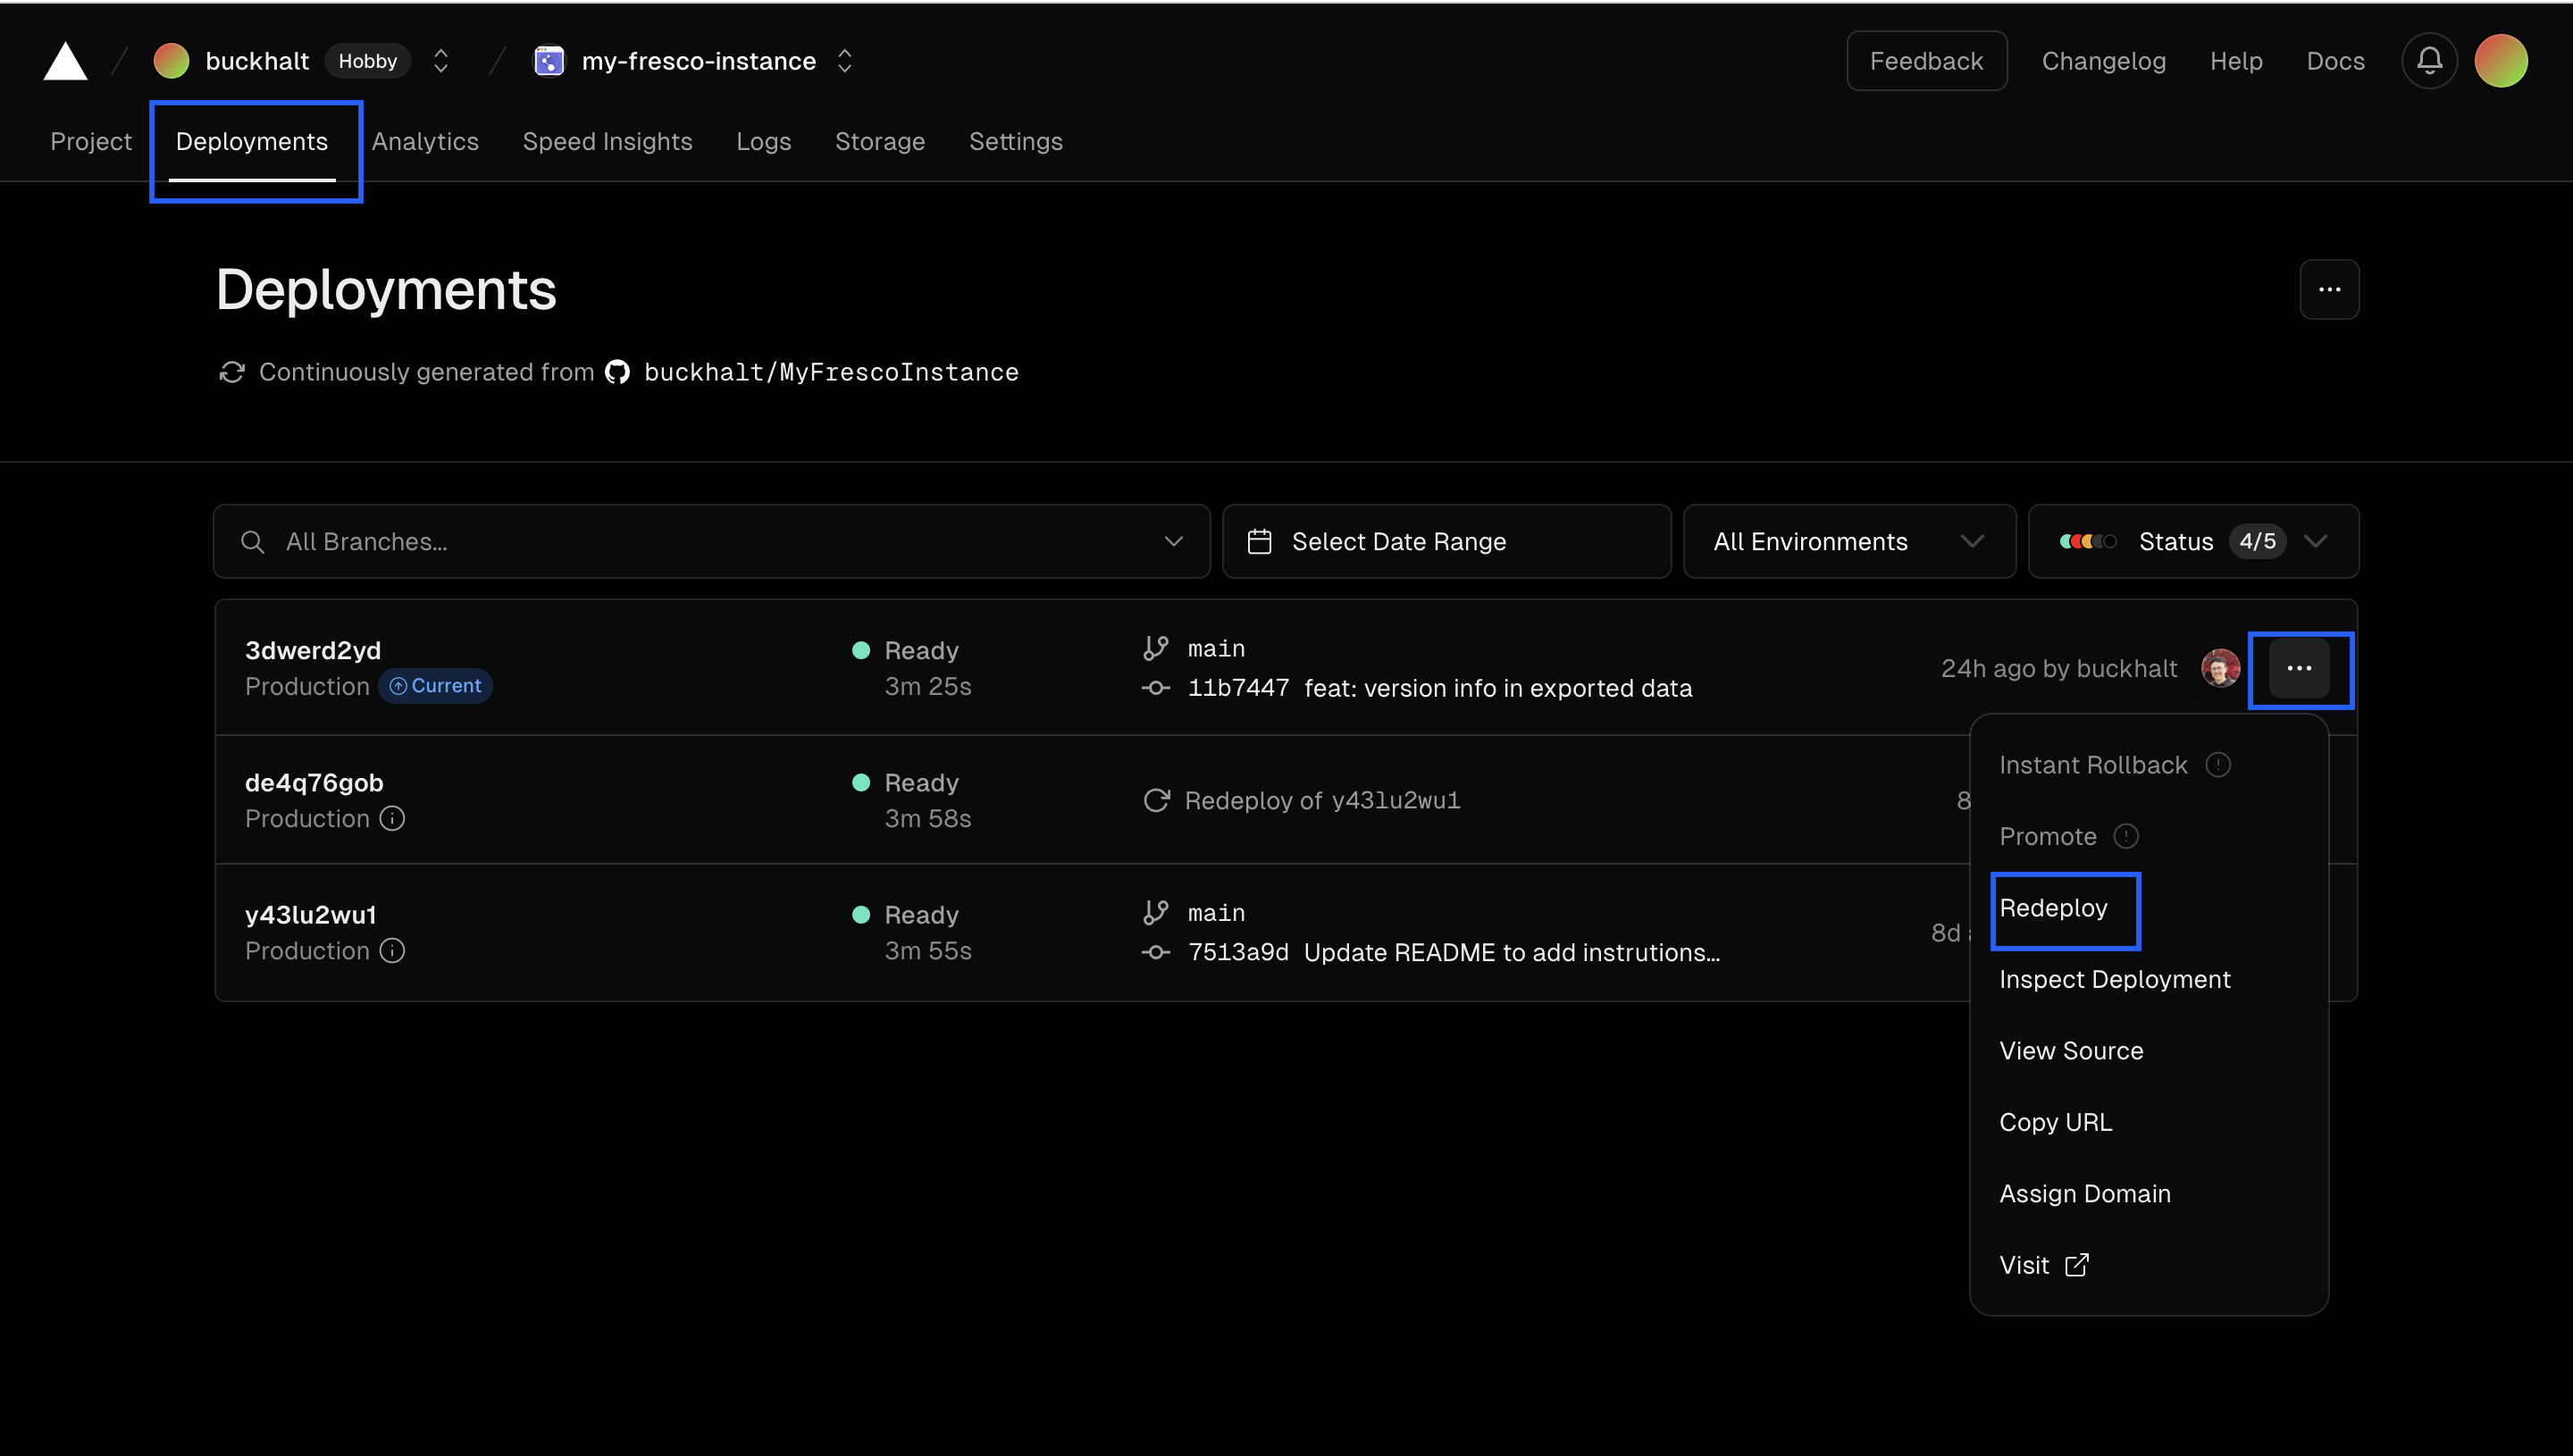 buckhalt Hobby my-fresco-instance Feedback Changelog Help Docs
Project Deployments Analytics Speed Insights Logs Storage Settings
Deployments
Continuously generated from buckhalt/MyFrescoInstance
All Branches... Select Date Range All Environments Status 4/5
3dwerd2yd Ready main
Production Current 3m 25s 11b7447 feat: version info in exported data 24h ago by buckhalt
de4q76gob Ready
Production 3m 58s Redeploy of y43lu2wu1 8
y43lu2wu1 Ready main
Production 3m 55s 7513a9d Update README to add instrutions... 8d
Instant Rollback
Promote
Redeploy
Inspect Deployment
View Source
Copy URL
Assign Domain
Visit